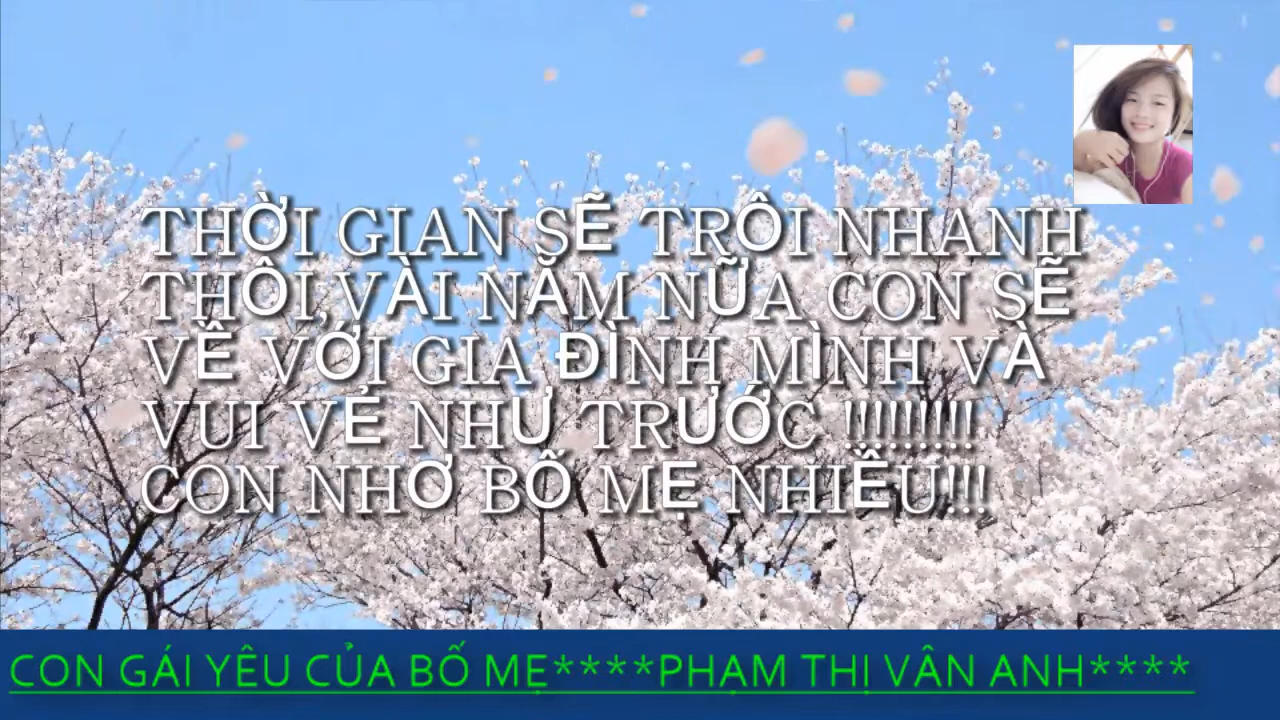 THỜI GIAN SẼ TRÔI NHANH
THÔI,VÀI NĂM NỮA CON SẼ
VỀ VỚI GIA ĐÌNH MÌNH VÀ
VUI VẺ NHƯ TRƯỚC !!!!!!!!!!
CON NHƠ BỐ MẸ NHIỀU!!!
CON GÁI YÊU CỦA BỐ MẸ****PHẠM THỊ VÂN ANH****